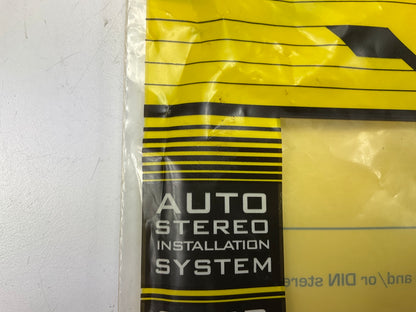 AUTO
STEREO
INSTALLATION
SYSTEM
and/or DIN stere